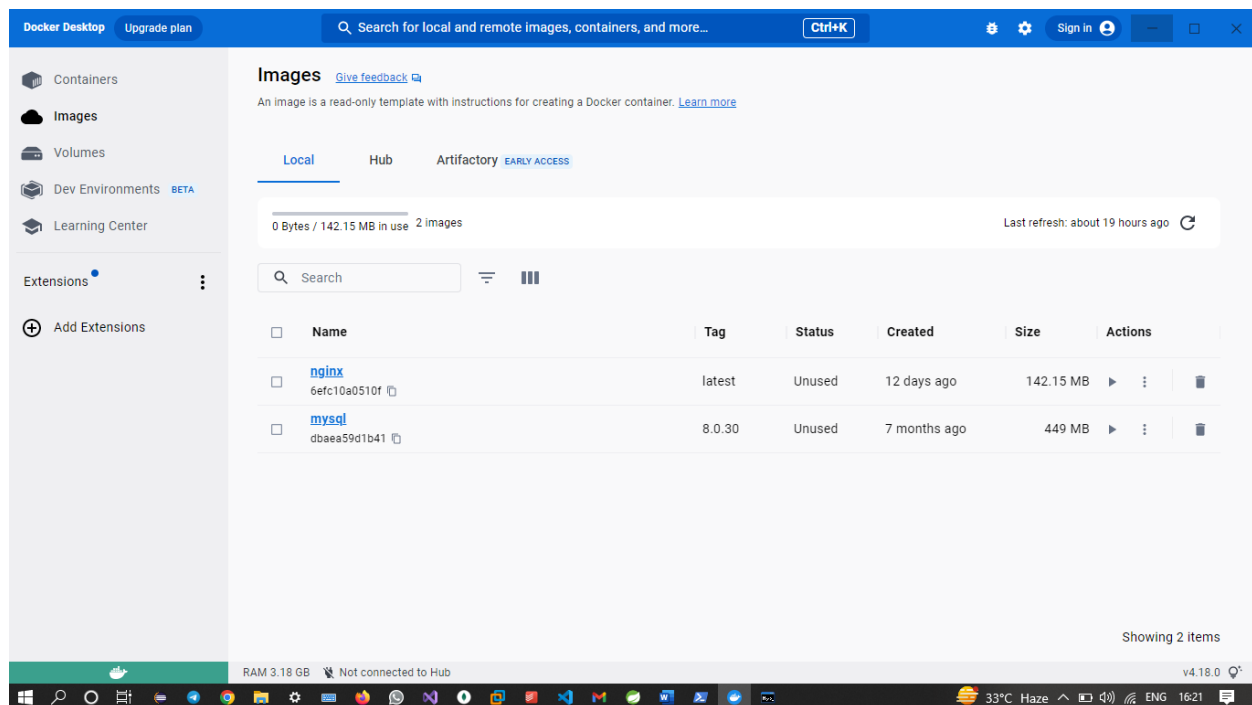 Docker Desktop Upgrade plan Search for local and remote images, containers, and more... Ctrl+K Sign in
Containers
Images
Volumes
Dev Environments BETA
Learning Center
Extensions
Add Extensions
Images Give feedback
An image is a read-only template with instructions for creating a Docker container. Learn more
Local Hub Artifactory EARLY ACCESS
0 Bytes / 142.15 MB in use 2 images Last refresh: about 19 hours ago
Search
Name Tag Status Created Size Actions
nginx latest Unused 12 days ago 142.15 MB
6efc10a0510f
mysql 8.0.30 Unused 7 months ago 449 MB
dbaea59d1b41
Showing 2 items
RAM 3.18 GB Not connected to Hub v4.18.0
33°C Haze ENG 16:21